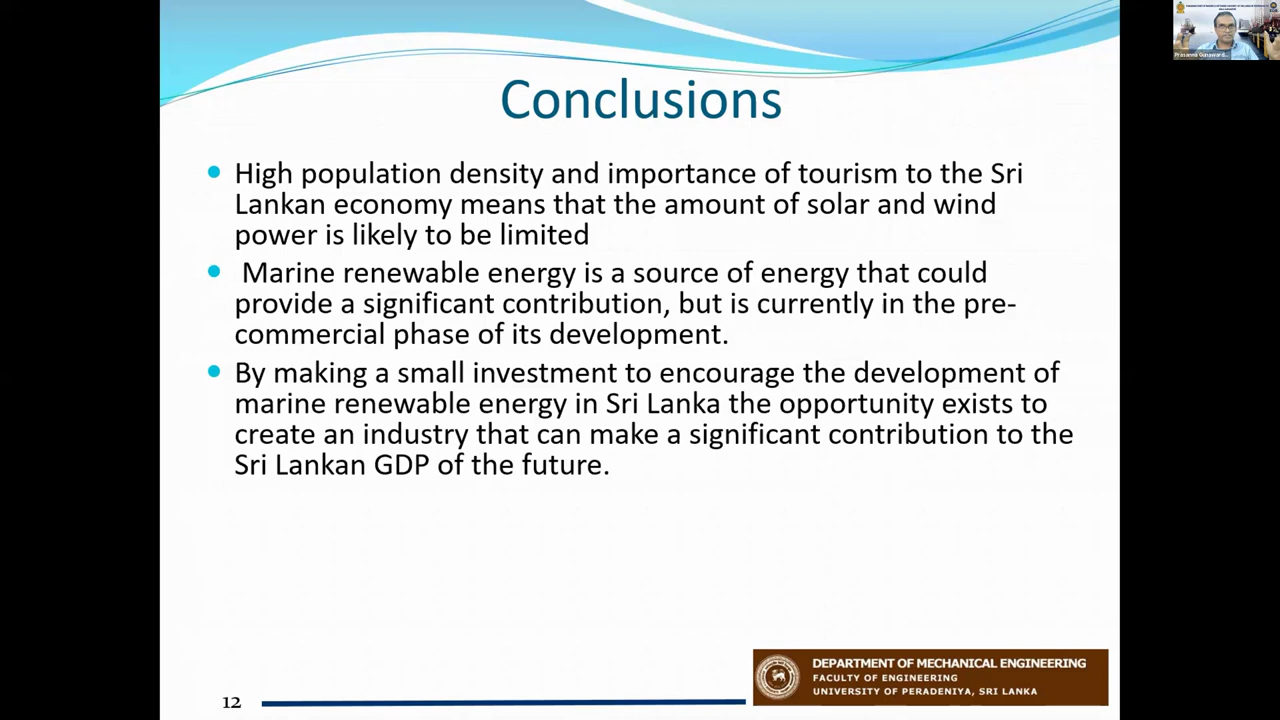 Conclusions
High population density and importance of tourism to the Sri
Lankan economy means that the amount of solar and wind
power is likely to be limited
Marine renewable energy is a source of energy that could
provide a significant contribution, but is currently in the pre-
commercial phase of its development.
By making a small investment to encourage the development of
marine renewable energy in Sri Lanka the opportunity exists to
create an industry that can make a significant contribution to the
Sri Lankan GDP of the future.
12
DEPARTMENT OF MECHANICAL ENGINEERING
FACULTY OF ENGINEERING
UNIVERSITY OF PERADENIYA, SRI LANKA